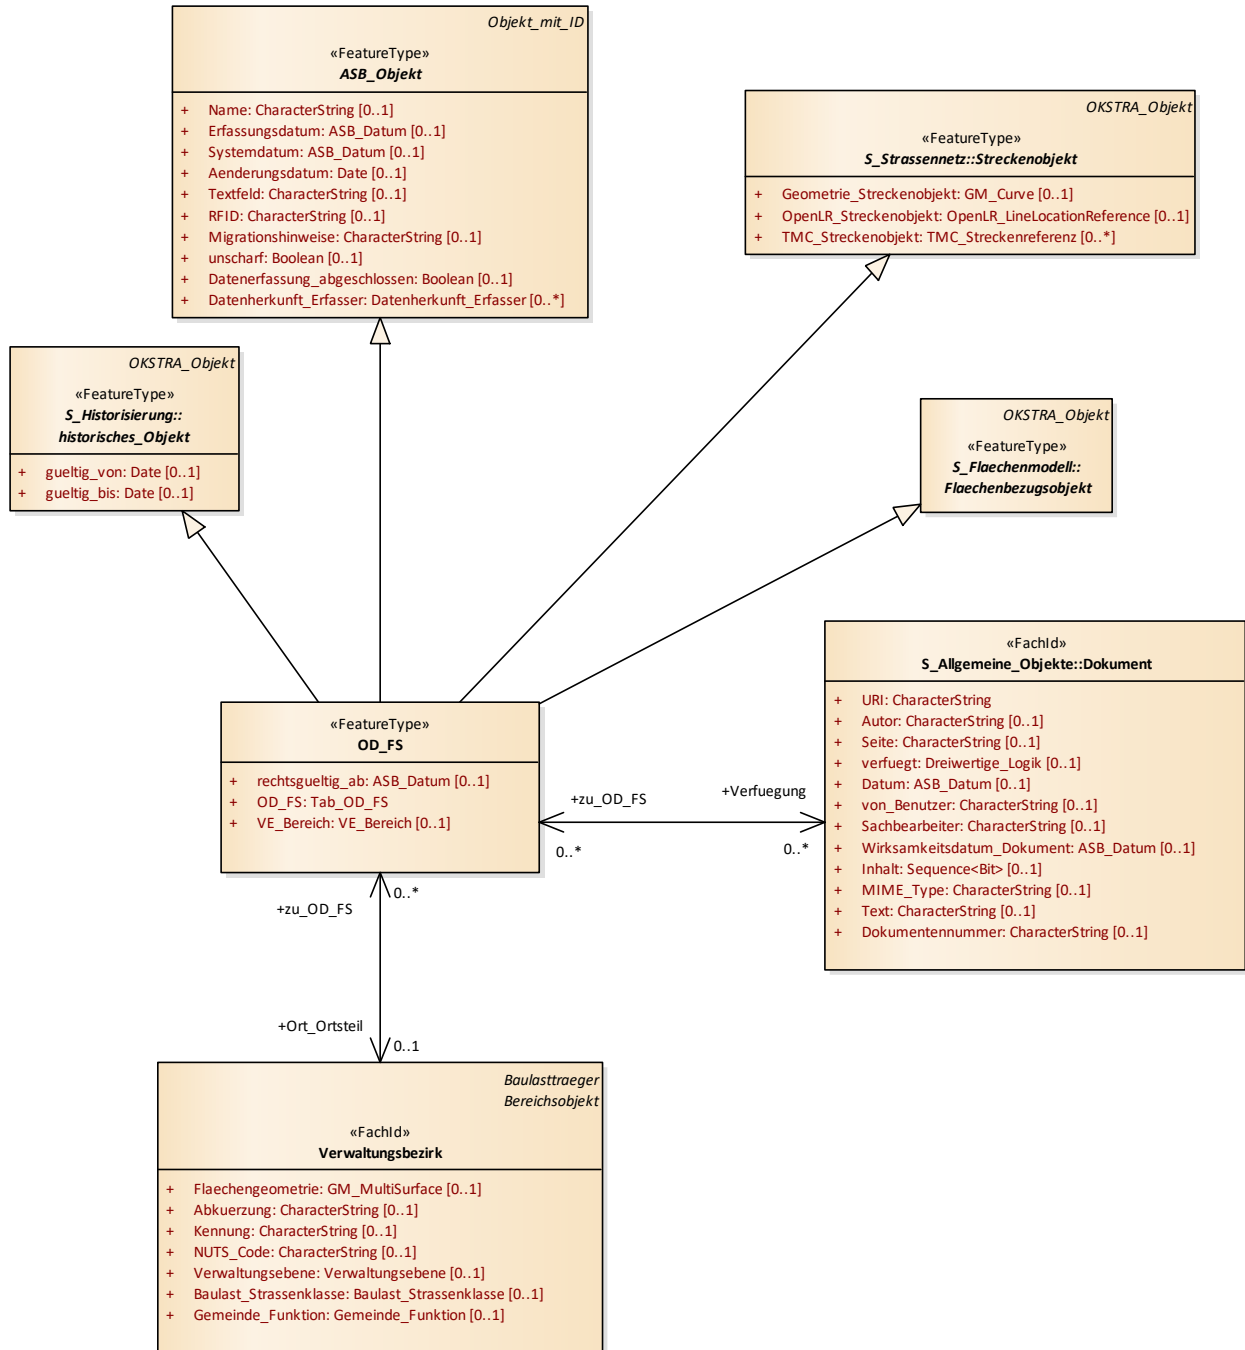 Objekt_mit_ID
«FeatureType»
ASB_Objekt
+ Name: CharacterString [0..1]
+ Erfassungsdatum: ASB_Datum [0..1]
+ Systemdatum: ASB_Datum [0..1]
+ Aenderungsdatum: Date [0..1]
+ Textfeld: CharacterString [0..1]
+ RFID: CharacterString [0..1]
+ Migrationshinweise: CharacterString [0..1]
+ unscharf: Boolean [0..1]
+ Datenerfassung_abgeschlossen: Boolean [0..1]
+ Datenherkunft_Erfasser: Datenherkunft_Erfasser [0..*]
OKSTRA_Objekt
«FeatureType»
S_Strassennetz::Streckenobjekt
+ Geometrie_Streckenobjekt: GM_Curve [0..1]
+ OpenLR_Streckenobjekt: OpenLR_LineLocationReference [0..1]
+ TMC_Streckenobjekt: TMC_Streckenreferenz [0..*]
OKSTRA_Objekt
«FeatureType»
S_Historisierung::
historisches_Objekt
+ gueltig_von: Date [0..1]
+ gueltig_bis: Date [0..1]
OKSTRA_Objekt
«FeatureType»
S_Flaechenmodell::
Flaechenbezugsobjekt
«FachId»
S_Allgemeine_Objekte::Dokument
+ URI: CharacterString
+ Autor: CharacterString [0..1]
+ Seite: CharacterString [0..1]
+ verfuegt: Dreiwertige_Logik [0..1]
+ Datum: ASB_Datum [0..1]
+ von_Benutzer: CharacterString [0..1]
+ Sachbearbeiter: CharacterString [0..1]
+ Wirksamkeitsdatum_Dokument: ASB_Datum [0..1]
+ Inhalt: Sequence<Bit> [0..1]
+ MIME_Type: CharacterString [0..1]
+ Text: CharacterString [0..1]
+ Dokumentennummer: CharacterString [0..1]
«FeatureType»
OD_FS
+ rechtsgueltig_ab: ASB_Datum [0..1]
+ OD_FS: Tab_OD_FS
+ VE_Bereich: VE_Bereich [0..1]
+zu_OD_FS
+Verfuegung
0..*
0..*
0..*
+zu_OD_FS
+Ort_Ortsteil
0..1
Baulasttraeger
Bereichsobjekt
«FachId»
Verwaltungsbezirk
+ Flaechengeometrie: GM_MultiSurface [0..1]
+ Abkuerzung: CharacterString [0..1]
+ Kennung: CharacterString [0..1]
+ NUTS_Code: CharacterString [0..1]
+ Verwaltungsebene: Verwaltungsebene [0..1]
+ Baulast_Strassenklasse: Baulast_Strassenklasse [0..1]
+ Gemeinde_Funktion: Gemeinde_Funktion [0..1]